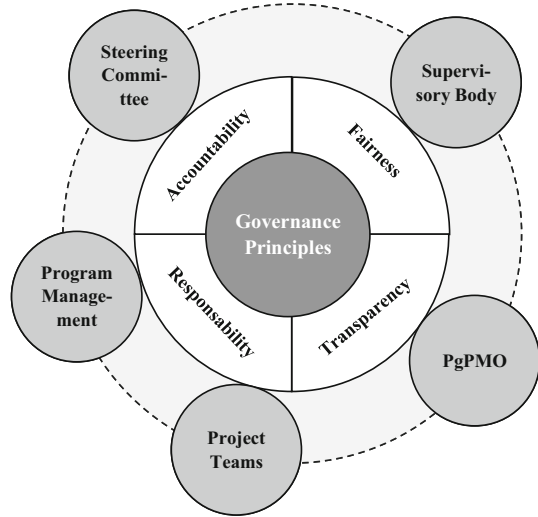 Steering
Commi-
ttee
Supervi-
sory Body
Accountability
Fairness
Governance
Principles
Program
Manage-
ment
Responsability
Transparency
PgPMO
Project
Teams